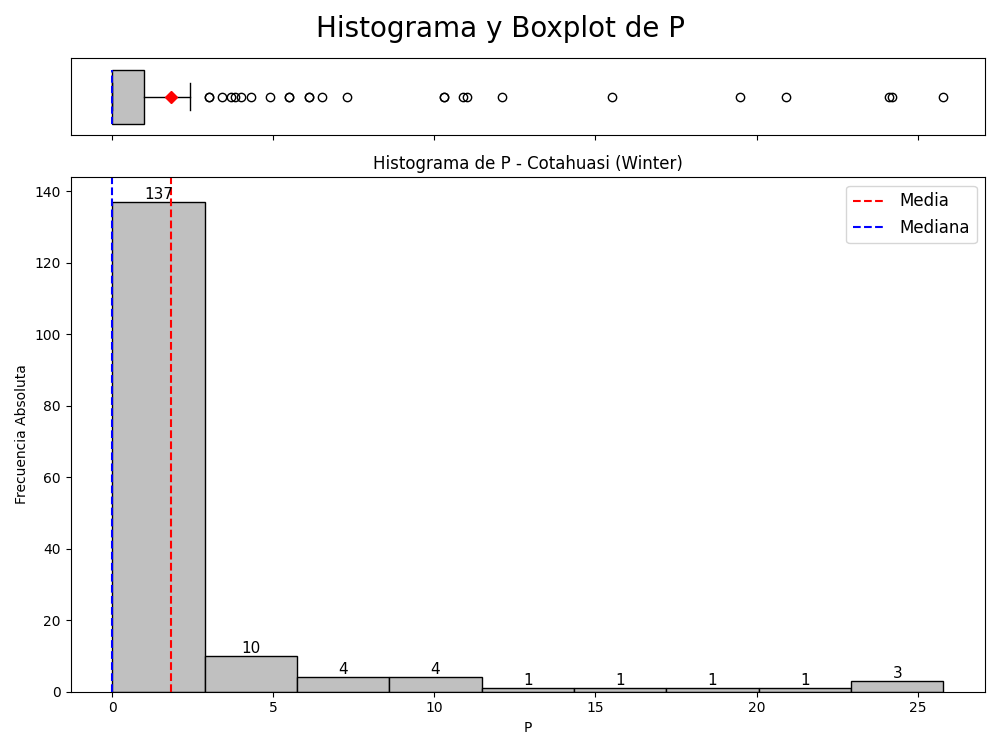 Histograma y Boxplot de P
Histograma de P - Cotahuasi (Winter)
Media
Mediana
137
10
4
4
1
1
1
1
3
140
120
100
80
60
40
20
0
Frecuencia Absoluta
0 5 10 15 20 25
P